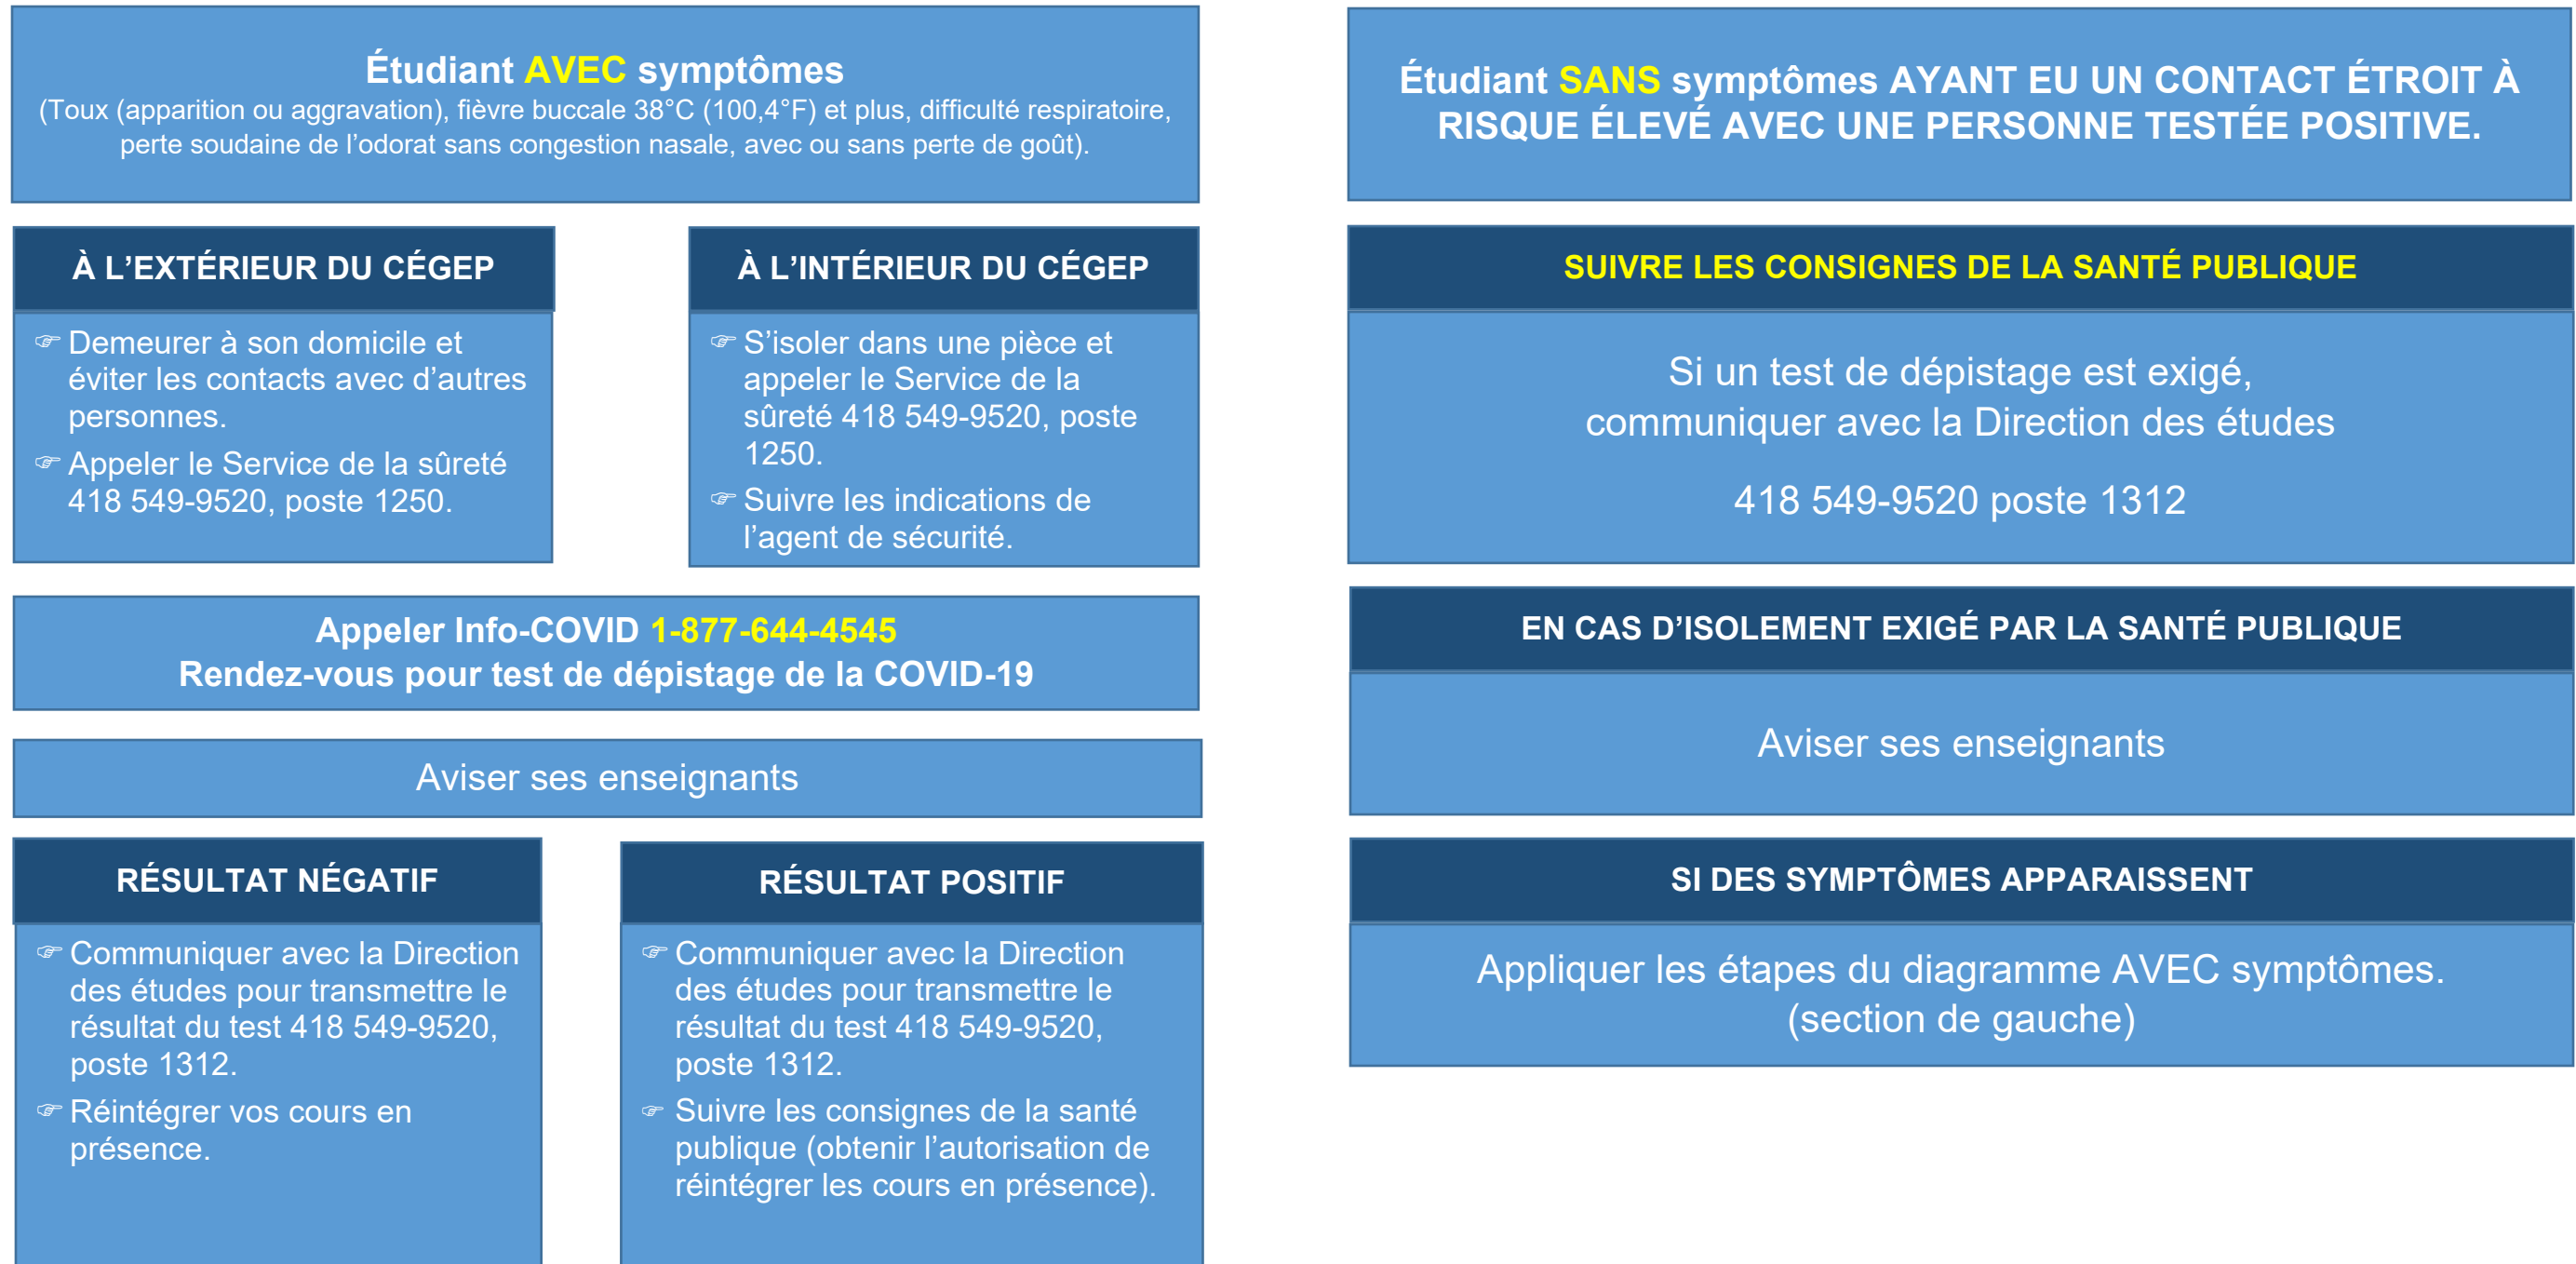 Étudiant AVEC symptômes
(Toux (apparition ou aggravation), fièvre buccale 38°C (100,4°F) et plus, difficulté respiratoire,
perte soudaine de l’odorat sans congestion nasale, avec ou sans perte de goût).
À L’EXTÉRIEUR DU CÉGEP
☞ Demeurer à son domicile et
éviter les contacts avec d’autres
personnes.
☞ Appeler le Service de la sûreté
418 549-9520, poste 1250.
À L’INTÉRIEUR DU CÉGEP
☞ S’isoler dans une pièce et
appeler le Service de la
sûreté 418 549-9520, poste
1250.
☞ Suivre les indications de
l’agent de sécurité.
Appeler Info-COVID 1-877-644-4545
Rendez-vous pour test de dépistage de la COVID-19
Aviser ses enseignants
RÉSULTAT NÉGATIF
☞ Communiquer avec la Direction
des études pour transmettre le
résultat du test 418 549-9520,
poste 1312.
☞ Réintégrer vos cours en
présence.
RÉSULTAT POSITIF
☞ Communiquer avec la Direction
des études pour transmettre le
résultat du test 418 549-9520,
poste 1312.
☞ Suivre les consignes de la santé
publique (obtenir l’autorisation de
réintégrer les cours en présence).
Étudiant SANS symptômes AYANT EU UN CONTACT ÉTROIT À
RISQUE ÉLEVÉ AVEC UNE PERSONNE TESTÉE POSITIVE.
SUIVRE LES CONSIGNES DE LA SANTÉ PUBLIQUE
Si un test de dépistage est exigé,
communiquer avec la Direction des études
418 549-9520 poste 1312
EN CAS D’ISOLEMENT EXIGÉ PAR LA SANTÉ PUBLIQUE
Aviser ses enseignants
SI DES SYMPTÔMES APPARAISSENT
Appliquer les étapes du diagramme AVEC symptômes.
(section de gauche)